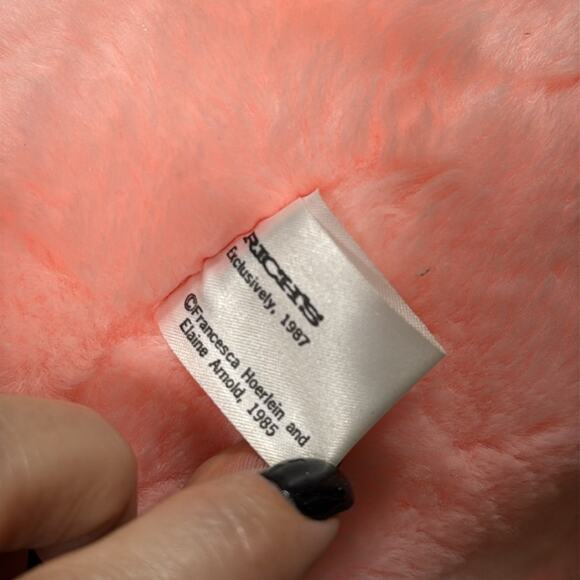 RICH'S
Exclusively, 1987
©Francesca Hoerlein and
Elaine Arnold, 1985